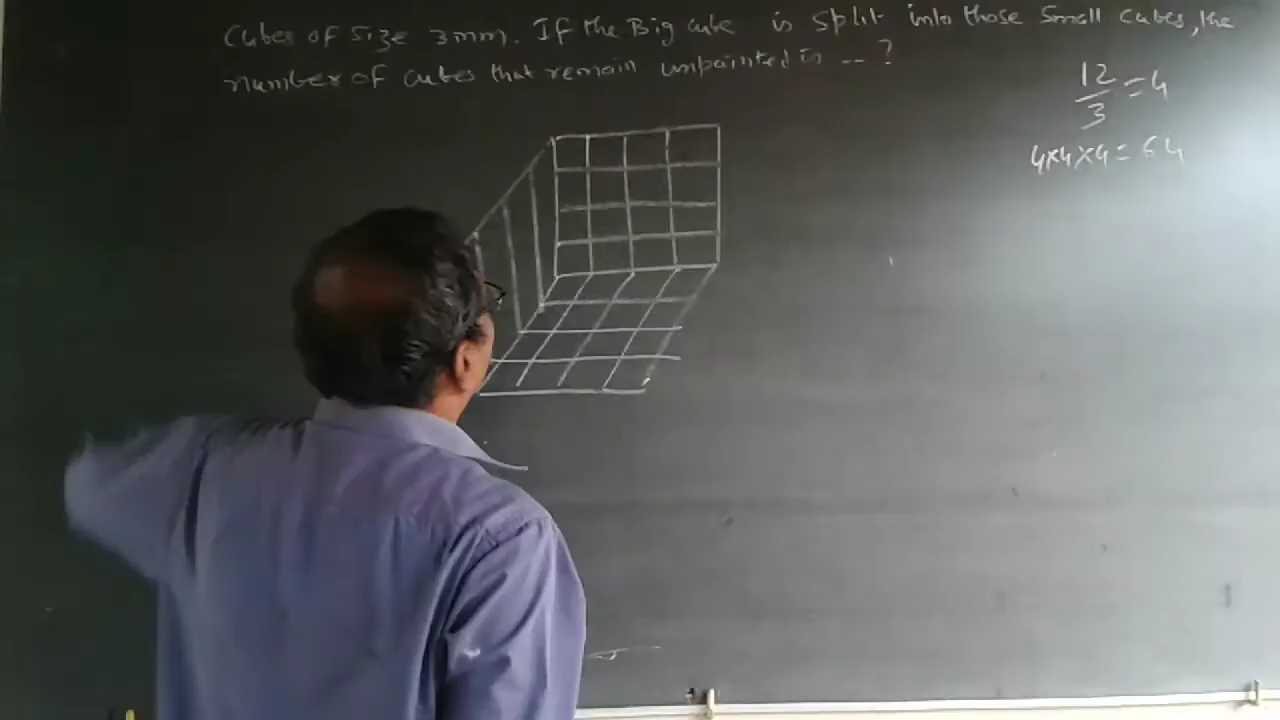 Cubes of size 3mm. If the Big cube is split into those small cubes, the
number of cubes that remain unpainted is -- ?
12/3 = 4
4×4×4 = 64